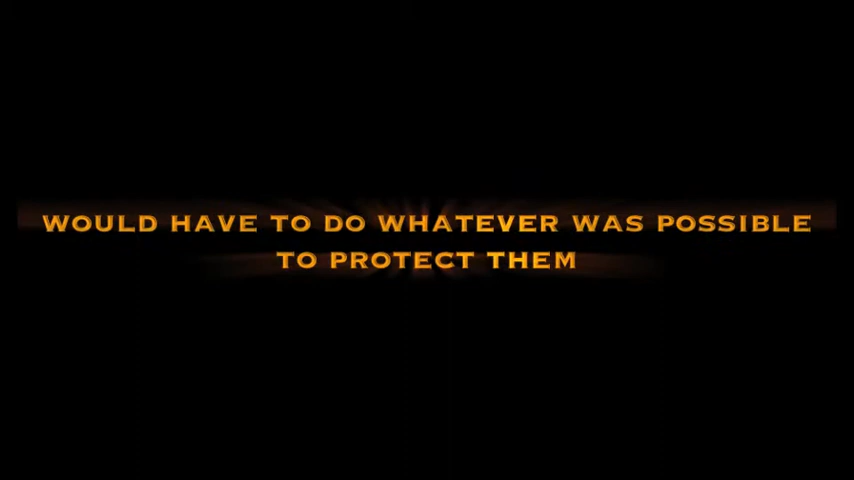 WOULD HAVE TO DO WHATEVER WAS POSSIBLE
TO PROTECT THEM